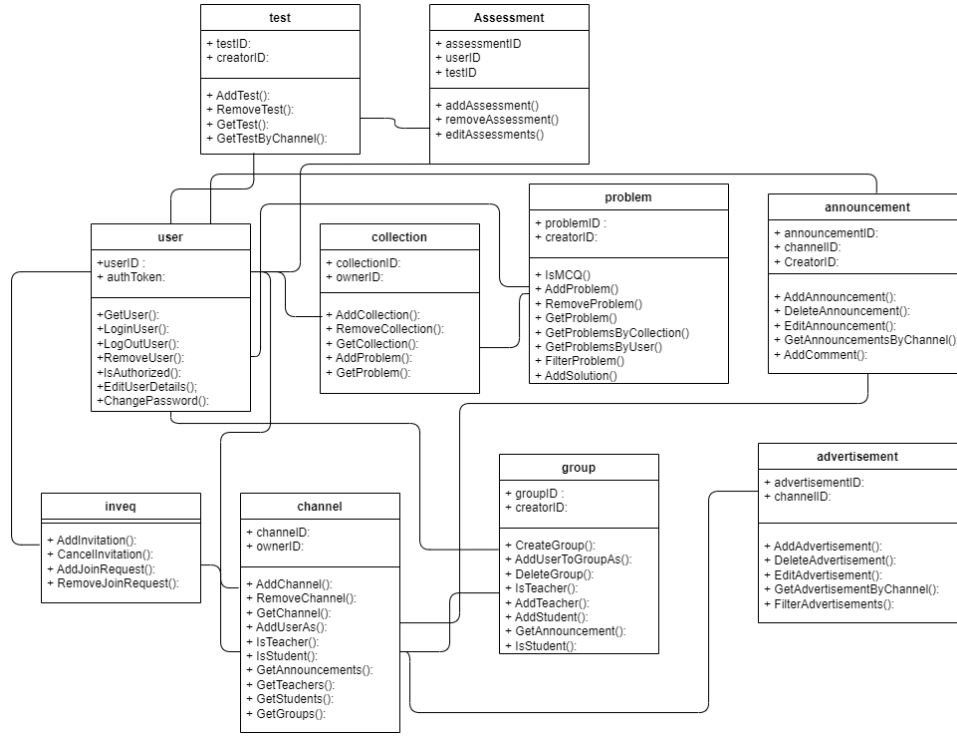 test
+ testID:
+ creatorID:
+ AddTest():
+ RemoveTest():
+ GetTest():
+ GetTestByChannel():
Assessment
+ assessmentID
+ userID
+ testID
+ addAssessment()
+ removeAssessment()
+ editAssessments()
user
+userID :
+ authToken:
+GetUser():
+LoginUser():
+LogOutUser():
+RemoveUser():
+IsAuthorized():
+EditUserDetails();
+ChangePassword():
collection
+ collectionID:
+ ownerID:
+ AddCollection():
+ RemoveCollection():
+ GetCollection():
+ AddProblem():
+ GetProblem():
problem
+ problemID :
+ creatorID:
+ IsMCQ()
+ AddProblem()
+ RemoveProblem()
+ GetProblem()
+ GetProblemsByCollection()
+ GetProblemsByUser()
+ FilterProblem()
+ AddSolution()
announcement
+ announcementID:
+ channelID:
+ CreatorID:
+ AddAnnouncement():
+ DeleteAnnouncement():
+ EditAnnouncement():
+ GetAnnouncementsByChannel()
+ AddComment():
inveq
+ AddInvitation():
+ CancelInvitation():
+ AddJoinRequest():
+ RemoveJoinRequest():
channel
+ channeID:
+ ownerID:
+ AddChannel():
+ RemoveChannel():
+ GetChannel():
+ AddUserAs():
+ IsTeacher():
+ IsStudent():
+ GetAnnouncements():
+ GetTeachers():
+ GetStudents():
+ GetGroups():
group
+ groupID :
+ creatorID:
+ CreateGroup():
+ AddUserToGroupAs():
+ DeleteGroup():
+ IsTeacher():
+ AddTeacher():
+ AddStudent():
+ GetAnnouncement():
+ IsStudent():
advertisement
+ advertisementID:
+ channelID:
+ AddAdvertisement():
+ DeleteAdvertisement():
+ EditAdvertisement():
+ GetAdvertisementByChannel():
+ FilterAdvertisements():